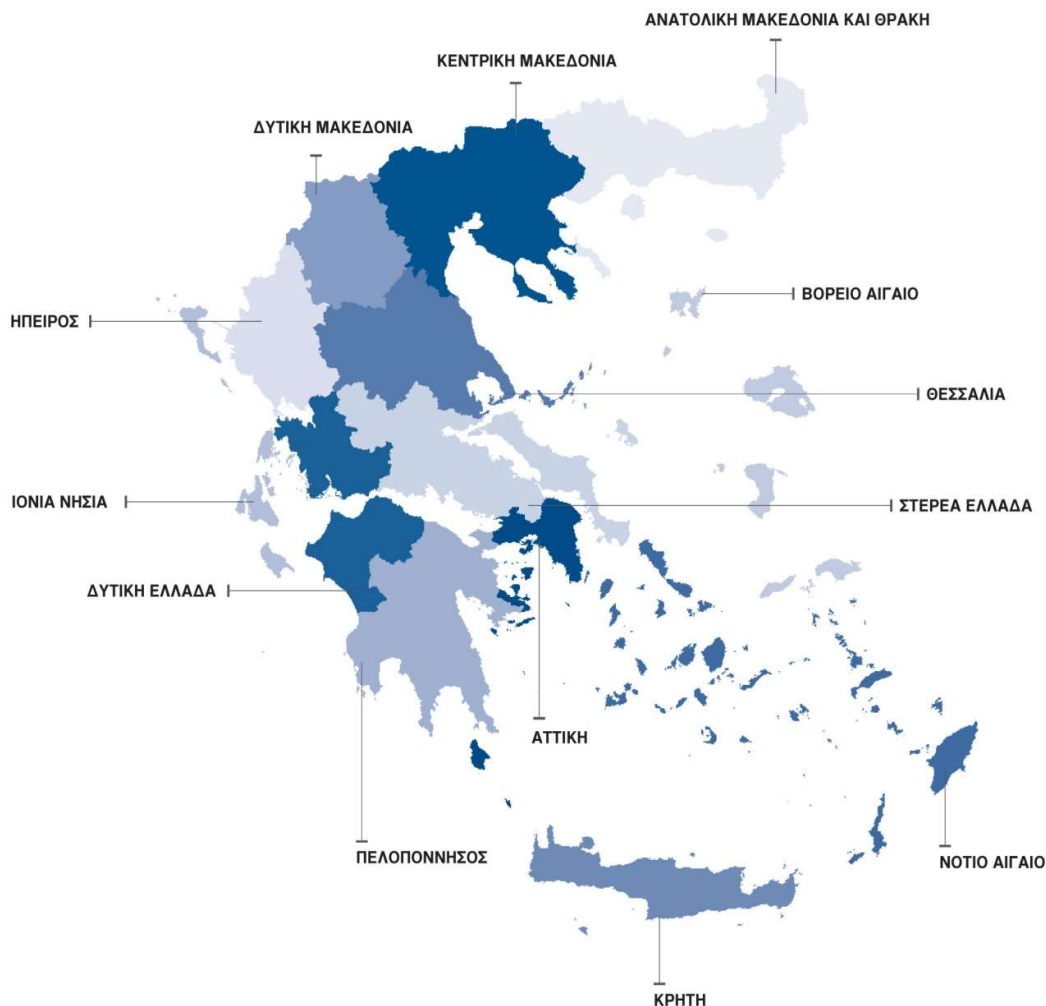 ΑΝΑΤΟΛΙΚΗ ΜΑΚΕΔΟΝΙΑ ΚΑΙ ΘΡΑΚΗ
ΚΕΝΤΡΙΚΗ ΜΑΚΕΔΟΝΙΑ
ΔΥΤΙΚΗ ΜΑΚΕΔΟΝΙΑ
ΒΟΡΕΙΟ ΑΙΓΑΙΟ
ΗΠΕΙΡΟΣ
ΘΕΣΣΑΛΙΑ
ΙΟΝΙΑ ΝΗΣΙΑ
ΣΤΕΡΕΑ ΕΛΛΑΔΑ
ΔΥΤΙΚΗ ΕΛΛΑΔΑ
ΑΤΤΙΚΗ
ΠΕΛΟΠΟΝΝΗΣΟΣ
ΝΟΤΙΟ ΑΙΓΑΙΟ
ΚΡΗΤΗ